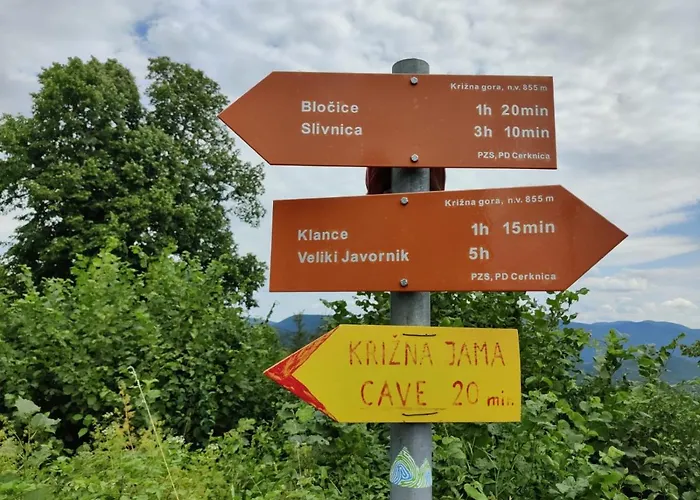 Križna gora, n.v. 855 m
Bločice 1h 20min
Slivnica 3h 10min
PZS, PD Cerknica
Križna gora, n.v. 855 m
Klance 1h 15min
Veliki Javornik 5h
PZS, PD Cerknica
KRIŽNA JAMA
CAVE 20 min.